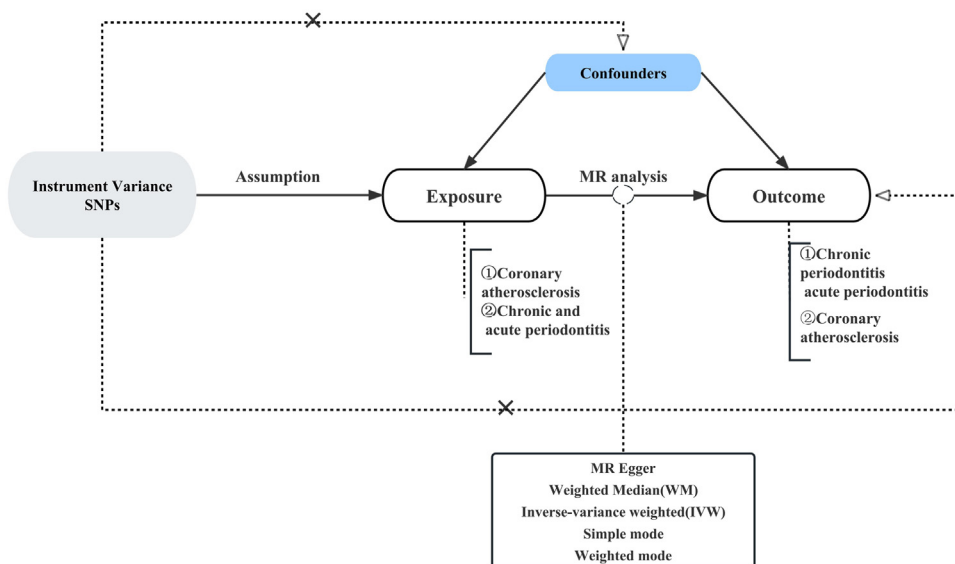 Confounders
Instrument Variance
SNPs
Assumption
Exposure
MR analysis
Outcome
①Coronary
atherosclerosis
②Chronic and
acute periodontitis
①Chronic
periodontitis
acute periodontitis
②Coronary
atherosclerosis
MR Egger
Weighted Median(WM)
Inverse-variance weighted(IVW)
Simple mode
Weighted mode